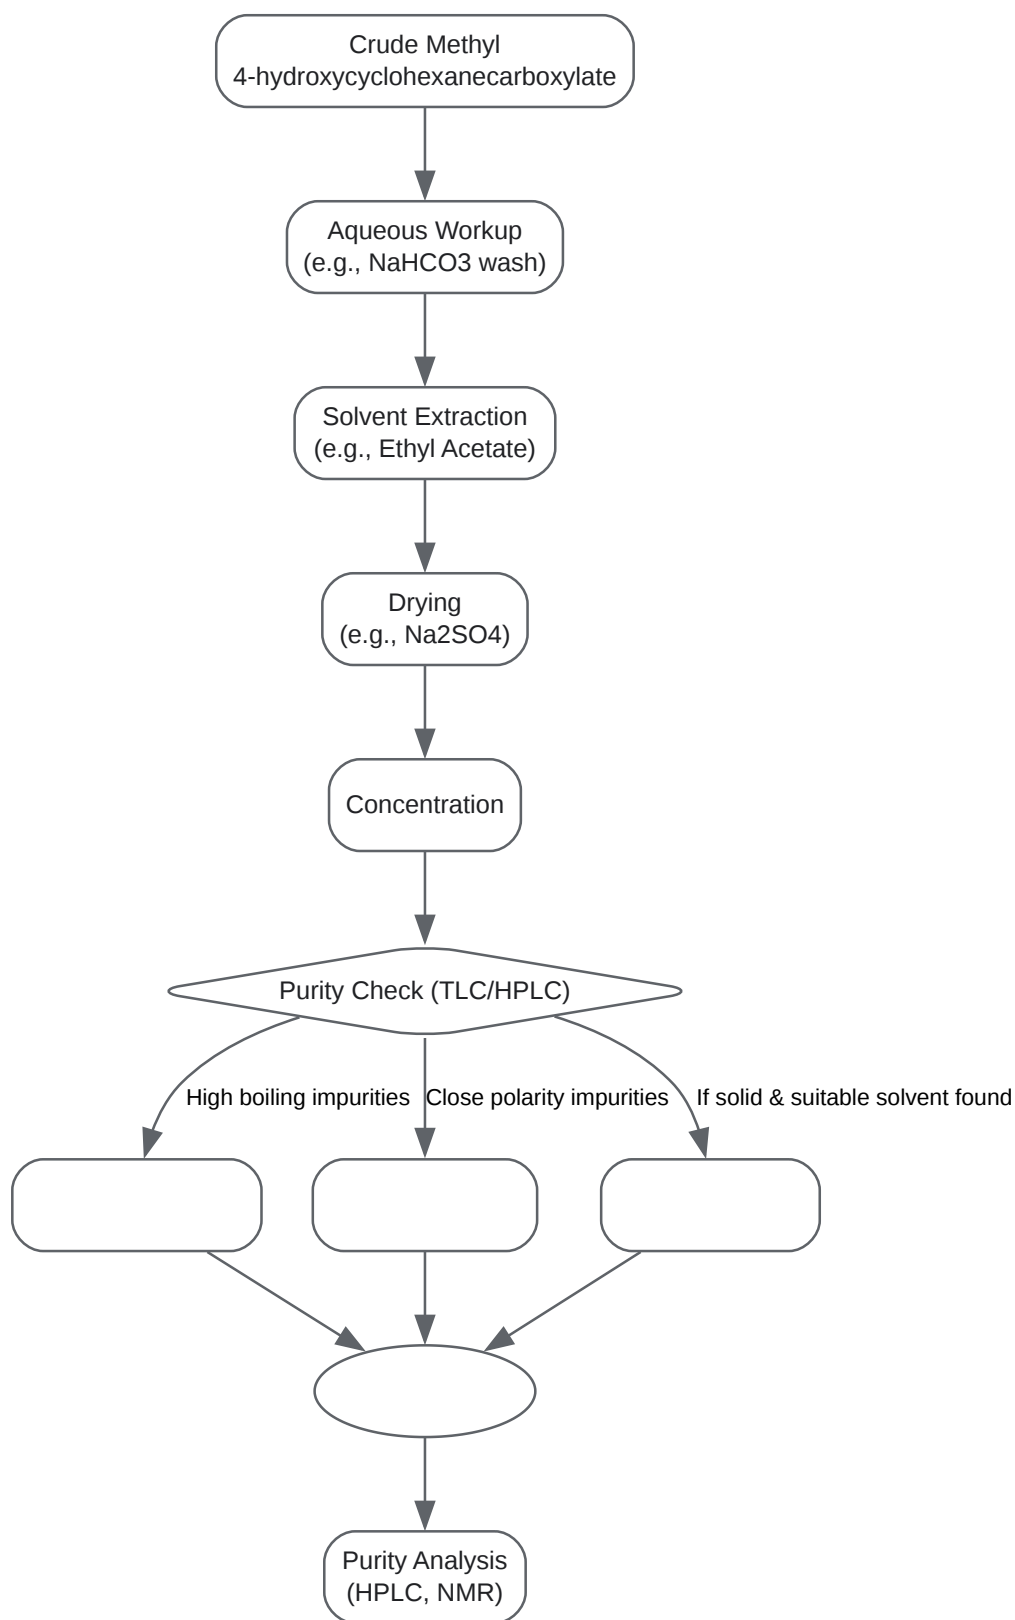 Crude Methyl
4-hydroxycyclohexanecarboxylate
Aqueous Workup
(e.g., NaHCO3 wash)
Solvent Extraction
(e.g., Ethyl Acetate)
Drying
(e.g., Na2SO4)
Concentration
Purity Check (TLC/HPLC)
High boiling impurities
Close polarity impurities
If solid & suitable solvent found
Purity Analysis
(HPLC, NMR)